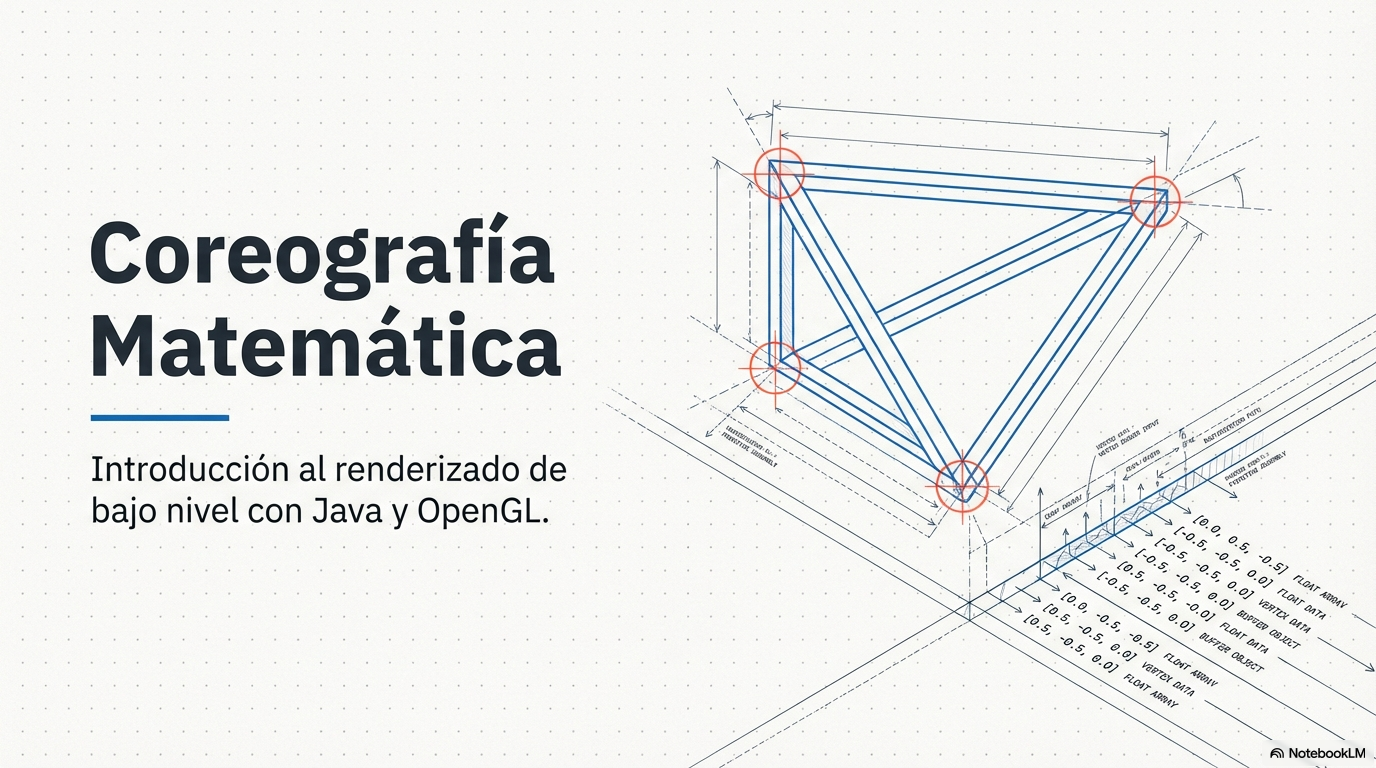 Coreografía
Matemática
Introducción al renderizado de
bajo nivel con Java y OpenGL.
[0.0, 0.5, -0.5] FLOAT ARRAY
[-0.5, -0.5, 0.0] FLOAT DATA
[-0.5, -0.5, 0.0] VERTEX DATA
[-0.5, -0.5, 0.0] BUFFER OBJECT
[0.5, -0.5, -0.0] FLOAT DATA
[-0.5, -0.5, 0.0] BUFFER OBJECT
[0.0, -0.5, -0.5] FLOAT ARRAY
[0.5, -0.5, 0.0] VERTEX DATA
[0.5, -0.5, 0.0] FLOAT ARRAY
NotebookLM